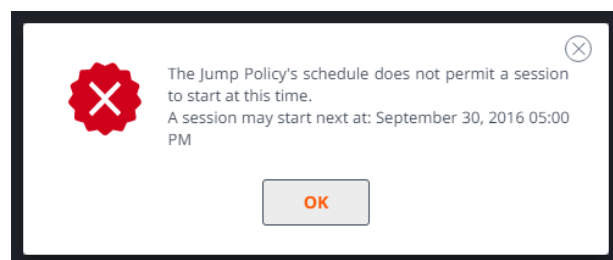 The Jump Policy's schedule does not permit a session
to start at this time.
A session may start next at: September 30, 2016 05:00
PM
OK